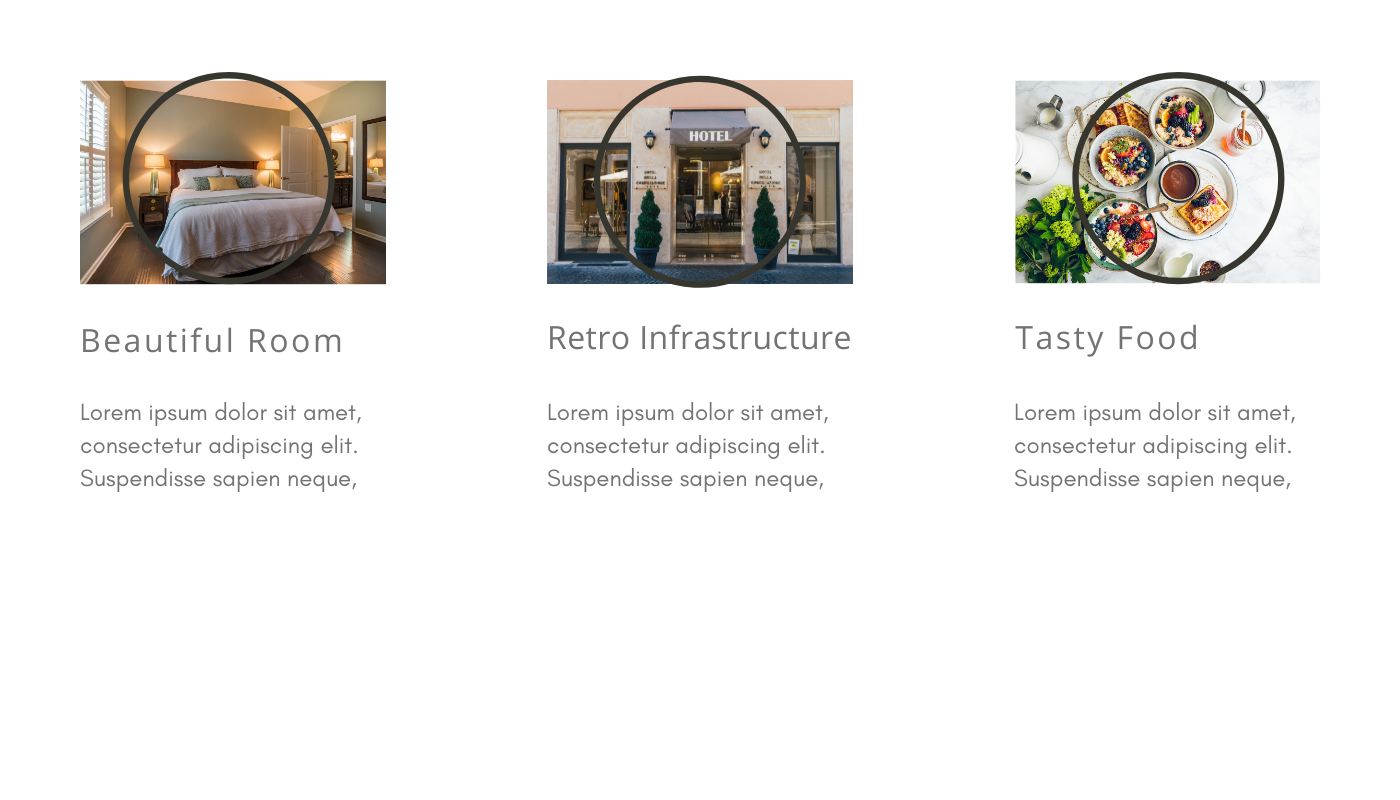 HOTEL
Beautiful Room
Lorem ipsum dolor sit amet,
consectetur adipiscing elit.
Suspendisse sapien neque,
Retro Infrastructure
Lorem ipsum dolor sit amet,
consectetur adipiscing elit.
Suspendisse sapien neque,
Tasty Food
Lorem ipsum dolor sit amet,
consectetur adipiscing elit.
Suspendisse sapien neque,